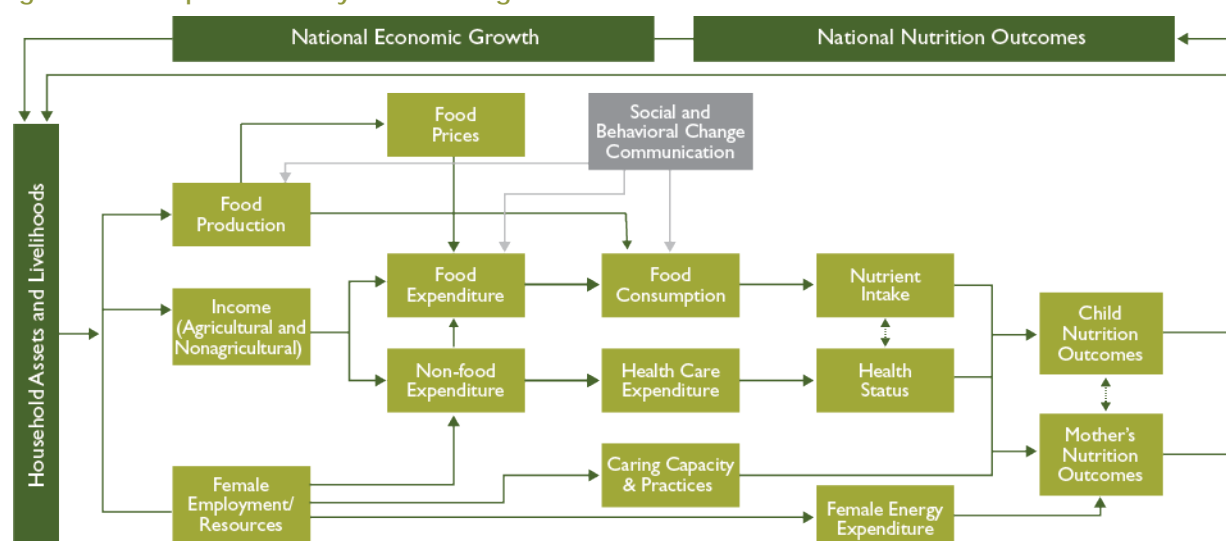 National Economic Growth
National Nutrition Outcomes
Household Assets and Livelihoods
Food
Prices
Social and
Behavioral Change
Communication
Food
Production
Food
Expenditure
Food
Consumption
Nutrient
Intake
Income
(Agricultural and
Nonagricultural)
Child
Nutrition
Outcomes
Non-food
Expenditure
Health Care
Expenditure
Health
Status
Mother's
Nutrition
Outcomes
Female
Employment/
Resources
Caring Capacity
& Practices
Female Energy
Expenditure